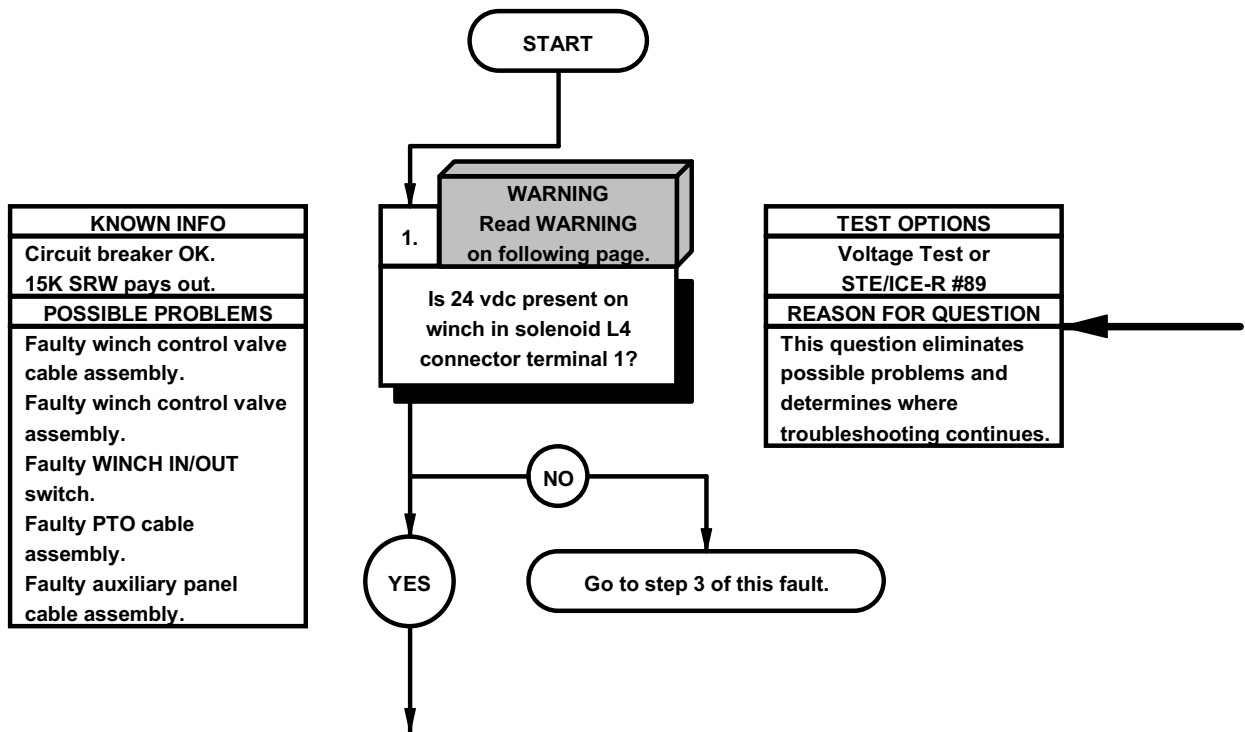 START
KNOWN INFO
Circuit breaker OK.
15K SRW pays out.
POSSIBLE PROBLEMS
Faulty winch control valve
cable assembly.
Faulty winch control valve
assembly.
Faulty WINCH IN/OUT
switch.
Faulty PTO cable
assembly.
Faulty auxiliary panel
cable assembly.
1.
WARNING
Read WARNING
on following page.
Is 24 vdc present on
winch in solenoid L4
connector terminal 1?
TEST OPTIONS
Voltage Test or
STE/ICE-R #89
REASON FOR QUESTION
This question eliminates
possible problems and
determines where
troubleshooting continues.
NO
YES
Go to step 3 of this fault.